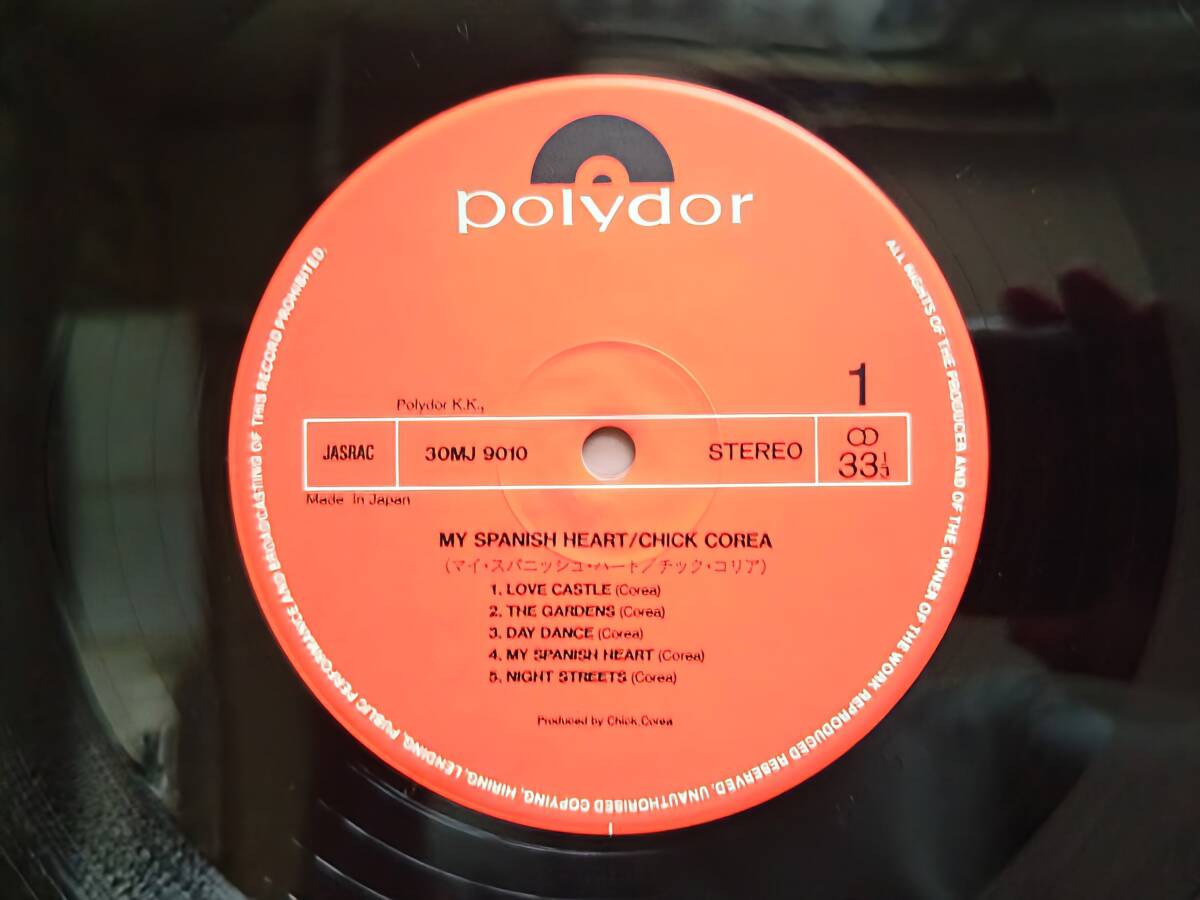 polydor
1
Polydor K.K.,
JASRAC
30MJ 9010
STEREO
33 1/3
Made in Japan
MY SPANISH HEART/CHICK COREA
(マイ・スパニッシュ・ハート/チック・コリア)
1. LOVE CASTLE (Corea)
2. THE GARDENS (Corea)
3. DAY DANCE (Corea)
4. MY SPANISH HEART (Corea)
5. NIGHT STREETS (Corea)
Produced by Chick Corea
ALL RIGHTS OF THE PRODUCER AND OF THE OWNER OF THE WORK REPRODUCED RESERVED. UNAUTHORISED COPYING, HIRING, LENDING, PUBLIC PERFORMANCE AND BROADCASTING OF THIS RECORD PROHIBITED.